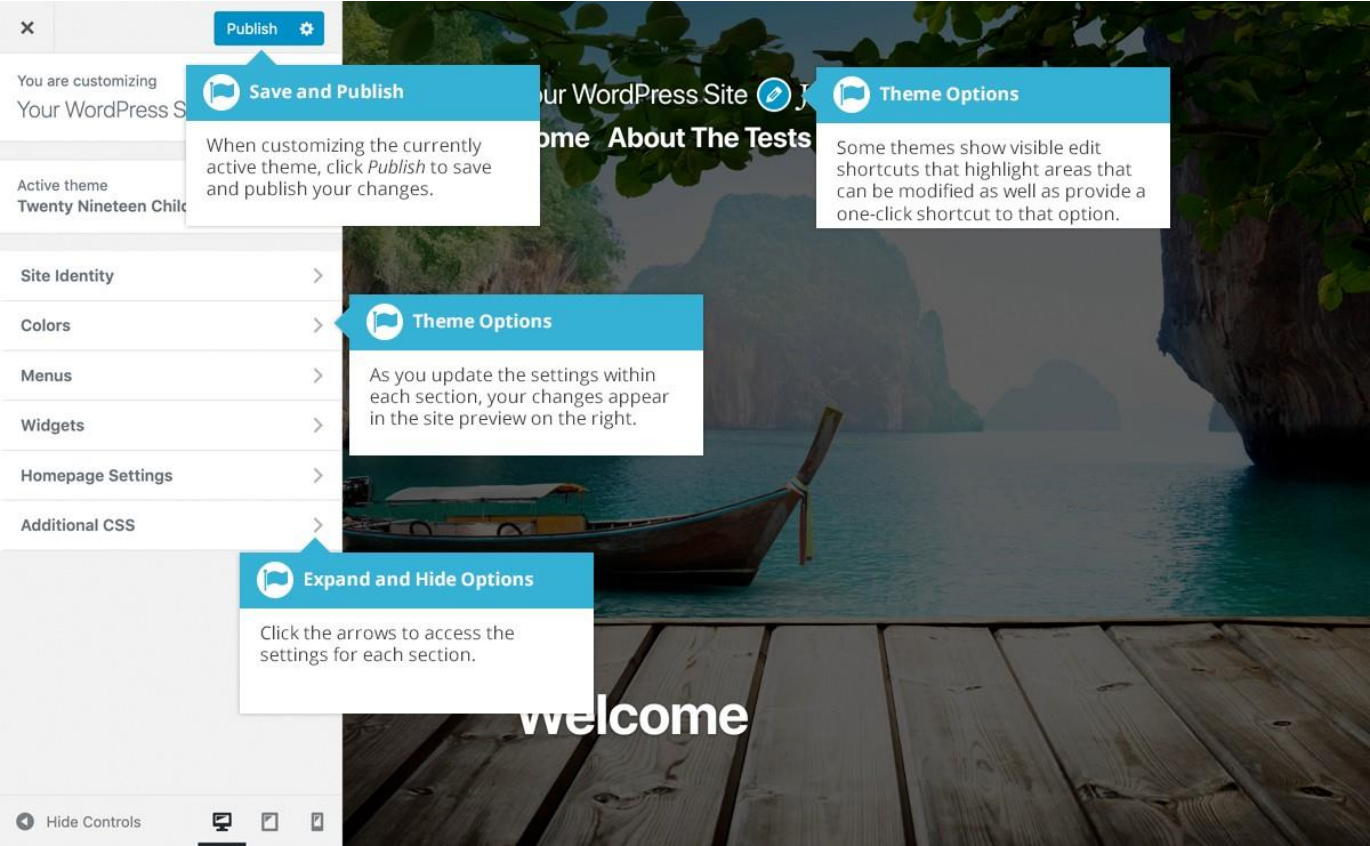 Publish
You are customizing
Your WordPress S
Active theme
Twenty Nineteen Chil
Save and Publish
When customizing the currently
active theme, click Publish to save
and publish your changes.
ur WordPress Site
ome About The Tests
Theme Options
Some themes show visible edit
shortcuts that highlight areas that
can be modified as well as provide a
one-click shortcut to that option.
Site Identity
Colors
Menus
Widgets
Homepage Settings
Additional CSS
Theme Options
As you update the settings within
each section, your changes appear
in the site preview on the right.
Expand and Hide Options
Click the arrows to access the
settings for each section.
Welcome
Hide Controls